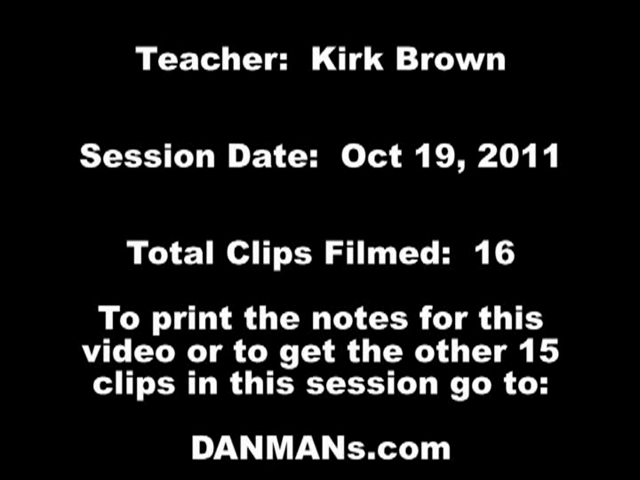 Teacher:  Kirk Brown
Session Date:  Oct 19, 2011
Total Clips Filmed:  16
To print the notes for this
video or to get the other 15
clips in this session go to:
DANMANs.com